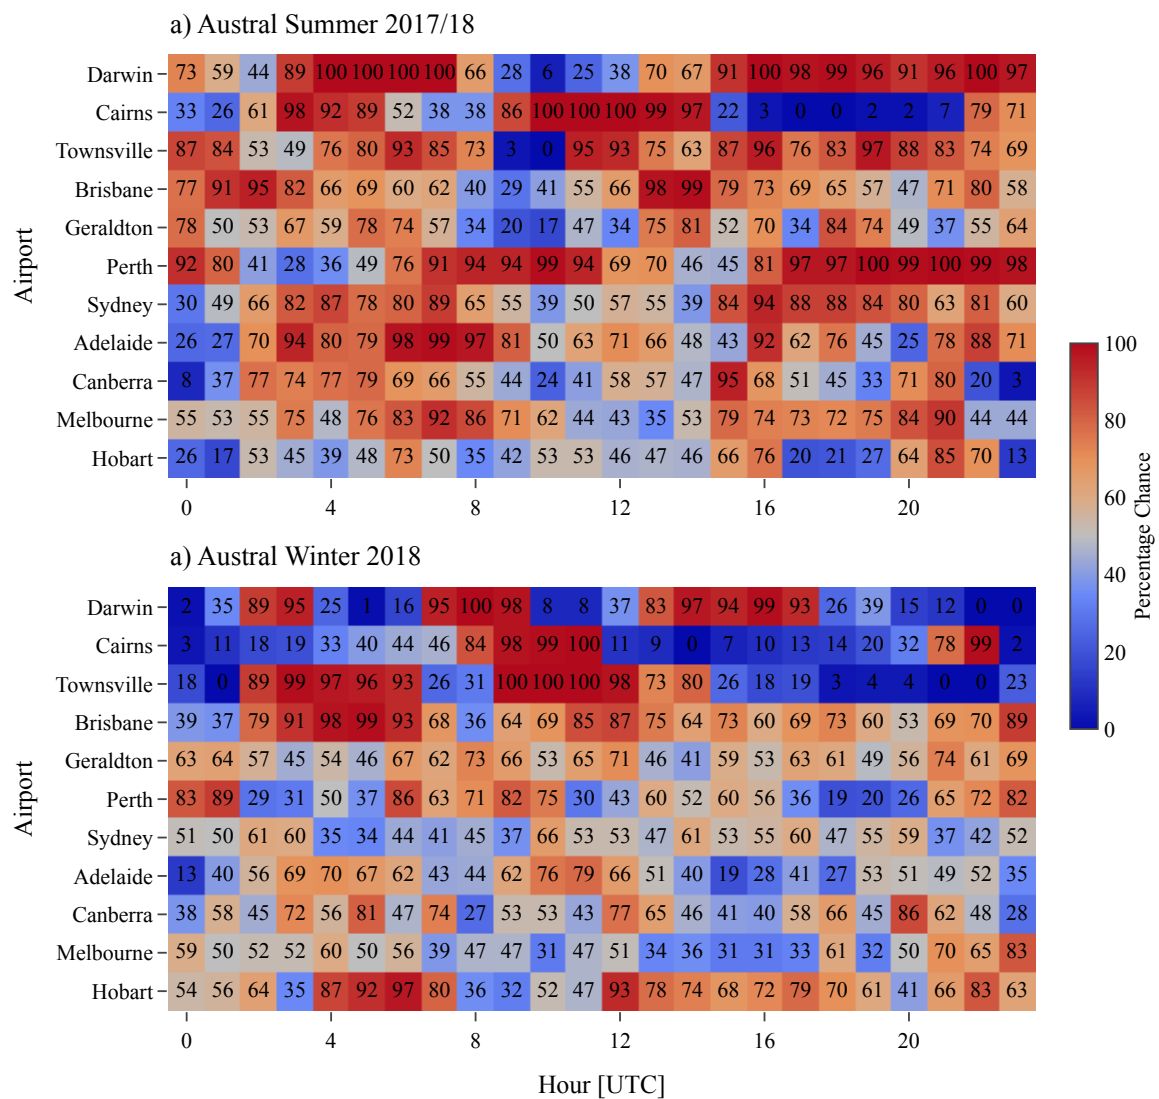 a) Austral Summer 2017/18
Airport
Darwin 73 59 44 89 100 100 100 100 66 28 6 25 38 70 67 91 100 98 99 96 91 96 100 97
Cairns 33 26 61 98 92 89 52 38 38 86 100 100 100 99 97 22 3 0 0 2 2 7 79 71
Townsville 87 84 53 49 76 80 93 85 73 3 0 95 93 75 63 87 96 76 83 97 88 83 74 69
Brisbane 77 91 95 82 66 69 60 62 40 29 41 55 66 98 99 79 73 69 65 57 47 71 80 58
Geraldton 78 50 53 67 59 78 74 57 34 20 17 47 34 75 81 52 70 34 84 74 49 37 55 64
Perth 92 80 41 28 36 49 76 91 94 94 99 94 69 70 46 45 81 97 97 100 99 100 99 98
Sydney 30 49 66 82 87 78 80 89 65 55 39 50 57 55 39 84 94 88 88 84 80 63 81 60
Adelaide 26 27 70 94 80 79 98 99 97 81 50 63 71 66 48 43 92 62 76 45 25 78 88 71
Canberra 8 37 77 74 77 79 69 66 55 44 24 41 58 57 47 95 68 51 45 33 71 80 20 3
Melbourne 55 53 55 75 48 76 83 92 86 71 62 44 43 35 53 79 74 73 72 75 84 90 44 44
Hobart 26 17 53 45 39 48 73 50 35 42 53 53 46 47 46 66 76 20 21 27 64 85 70 13
0 4 8 12 16 20
a) Austral Winter 2018
Airport
Darwin 2 35 89 95 25 1 16 95 100 98 8 8 37 83 97 94 99 93 26 39 15 12 0 0
Cairns 3 11 18 19 33 40 44 46 84 98 99 100 11 9 0 7 10 13 14 20 32 78 99 2
Townsville 18 0 89 99 97 96 93 26 31 100 100 100 98 73 80 26 18 19 3 4 4 0 0 23
Brisbane 39 37 79 91 98 99 93 68 36 64 69 85 87 75 64 73 60 69 73 60 53 69 70 89
Geraldton 63 64 57 45 54 46 67 62 73 66 53 65 71 46 41 59 53 63 61 49 56 74 61 69
Perth 83 89 29 31 50 37 86 63 71 82 75 30 43 60 52 60 56 36 19 20 26 65 72 82
Sydney 51 50 61 60 35 34 44 41 45 37 66 53 53 47 61 53 55 60 47 55 59 37 42 52
Adelaide 13 40 56 69 70 67 62 43 44 62 76 79 66 51 40 19 28 41 27 53 51 49 52 35
Canberra 38 58 45 72 56 81 47 74 27 53 53 43 77 65 46 41 40 58 66 45 86 62 48 28
Melbourne 59 50 52 52 60 50 56 39 47 47 31 47 51 34 36 31 31 33 61 32 50 70 65 83
Hobart 54 56 64 35 87 92 97 80 36 32 52 47 93 78 74 68 72 79 70 61 41 66 83 63
0 4 8 12 16 20
Hour [UTC]
100
80
60
40
20
0
Percentage Chance